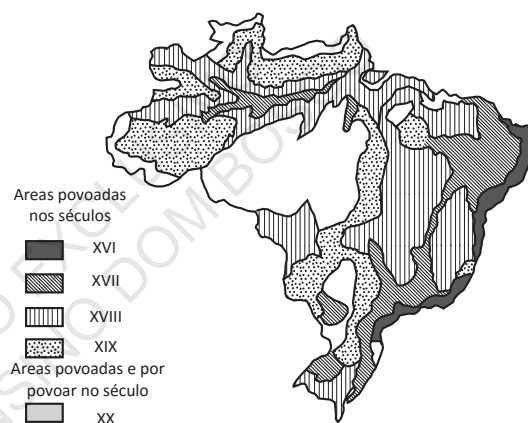 Areas povoadas
nos séculos
XVI
XVII
XVIII
XIX
Areas povoadas e por
povoar no século
XX